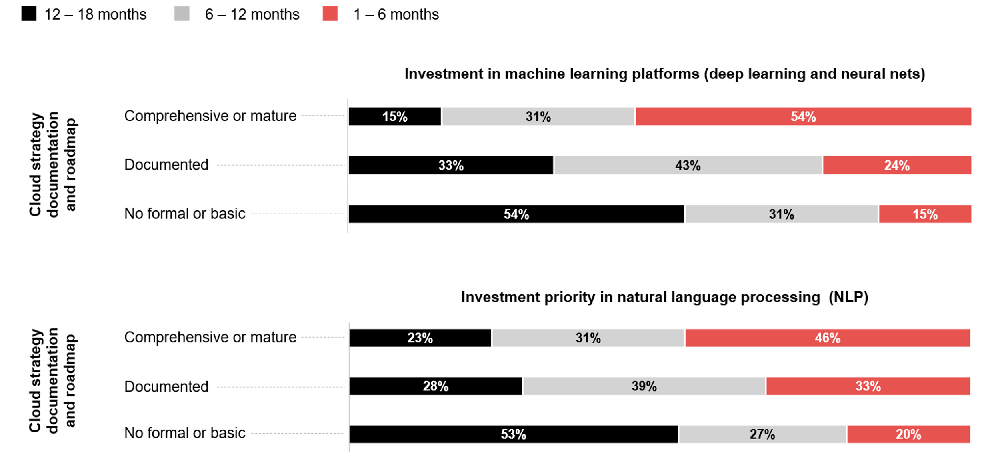 12 – 18 months
6 – 12 months
1 – 6 months
Investment in machine learning platforms (deep learning and neural nets)
Cloud strategy
documentation
and roadmap
Comprehensive or mature
15%
31%
54%
Documented
33%
43%
24%
No formal or basic
54%
31%
15%
Investment priority in natural language processing  (NLP)
Cloud strategy
documentation
and roadmap
Comprehensive or mature
23%
31%
46%
Documented
28%
39%
33%
No formal or basic
53%
27%
20%